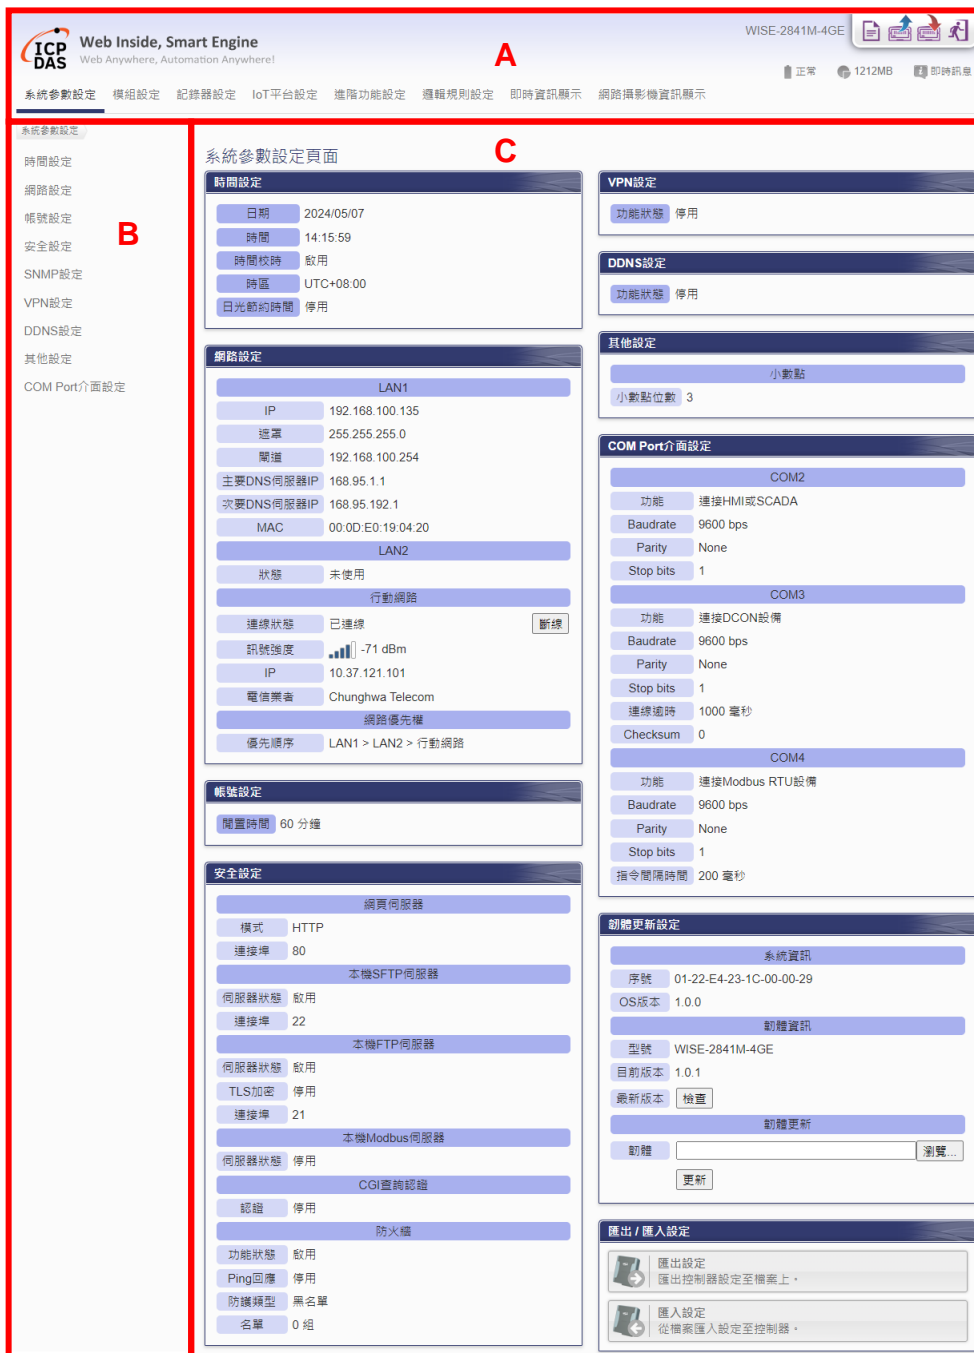 ICP
DAS
Web Inside, Smart Engine
Web Anywhere, Automation Anywhere!
WISE-2841M-4GE
正常
1212MB
即時訊息
A
系統參數設定
模組設定
記錄器設定
IoT平台設定
進階功能設定
邏輯規則設定
即時資訊顯示
網路攝影機資訊顯示
系統參數設定
時間設定
網路設定
帳號設定
安全設定
SNMP設定
VPN設定
DDNS設定
其他設定
COM Port介面設定
B
C
系統參數設定頁面
時間設定
日期 2024/05/07
時間 14:15:59
時間校時 啟用
時區 UTC+08:00
日光節約時間 停用
網路設定
LAN1
IP 192.168.100.135
遮罩 255.255.255.0
閘道 192.168.100.254
主要DNS伺服器IP 168.95.1.1
次要DNS伺服器IP 168.95.192.1
MAC 00:0D:E0:19:04:20
LAN2
狀態 未使用
行動網路
連線狀態 已連線 斷線
訊號強度 -71 dBm
IP 10.37.121.101
電信業者 Chunghwa Telecom
網路優先權
優先順序 LAN1 > LAN2 > 行動網路
帳號設定
閒置時間 60 分鐘
安全設定
網頁伺服器
模式 HTTP
連接埠 80
本機SFTP伺服器
伺服器狀態 啟用
連接埠 22
本機FTP伺服器
伺服器狀態 啟用
TLS加密 停用
連接埠 21
本機Modbus伺服器
伺服器狀態 停用
CGI查詢認證
認證 停用
防火牆
功能狀態 啟用
Ping回應 停用
防護類型 黑名單
名單 0 組
VPN設定
功能狀態 停用
DDNS設定
功能狀態 停用
其他設定
小數點
小數點位數 3
COM Port介面設定
COM2
功能 連接HMI或SCADA
Baudrate 9600 bps
Parity None
Stop bits 1
COM3
功能 連接DCON設備
Baudrate 9600 bps
Parity None
Stop bits 1
連線逾時 1000 毫秒
Checksum 0
COM4
功能 連接Modbus RTU設備
Baudrate 9600 bps
Parity None
Stop bits 1
指令間隔時間 200 毫秒
韌體更新設定
系統資訊
序號 01-22-E4-23-1C-00-00-29
OS版本 1.0.0
韌體資訊
型號 WISE-2841M-4GE
目前版本 1.0.1
最新版本 檢查
韌體更新
韌體 瀏覽...
更新
匯出 / 匯入設定
匯出設定
匯出控制器設定至檔案上。
匯入設定
從檔案匯入設定至控制器。